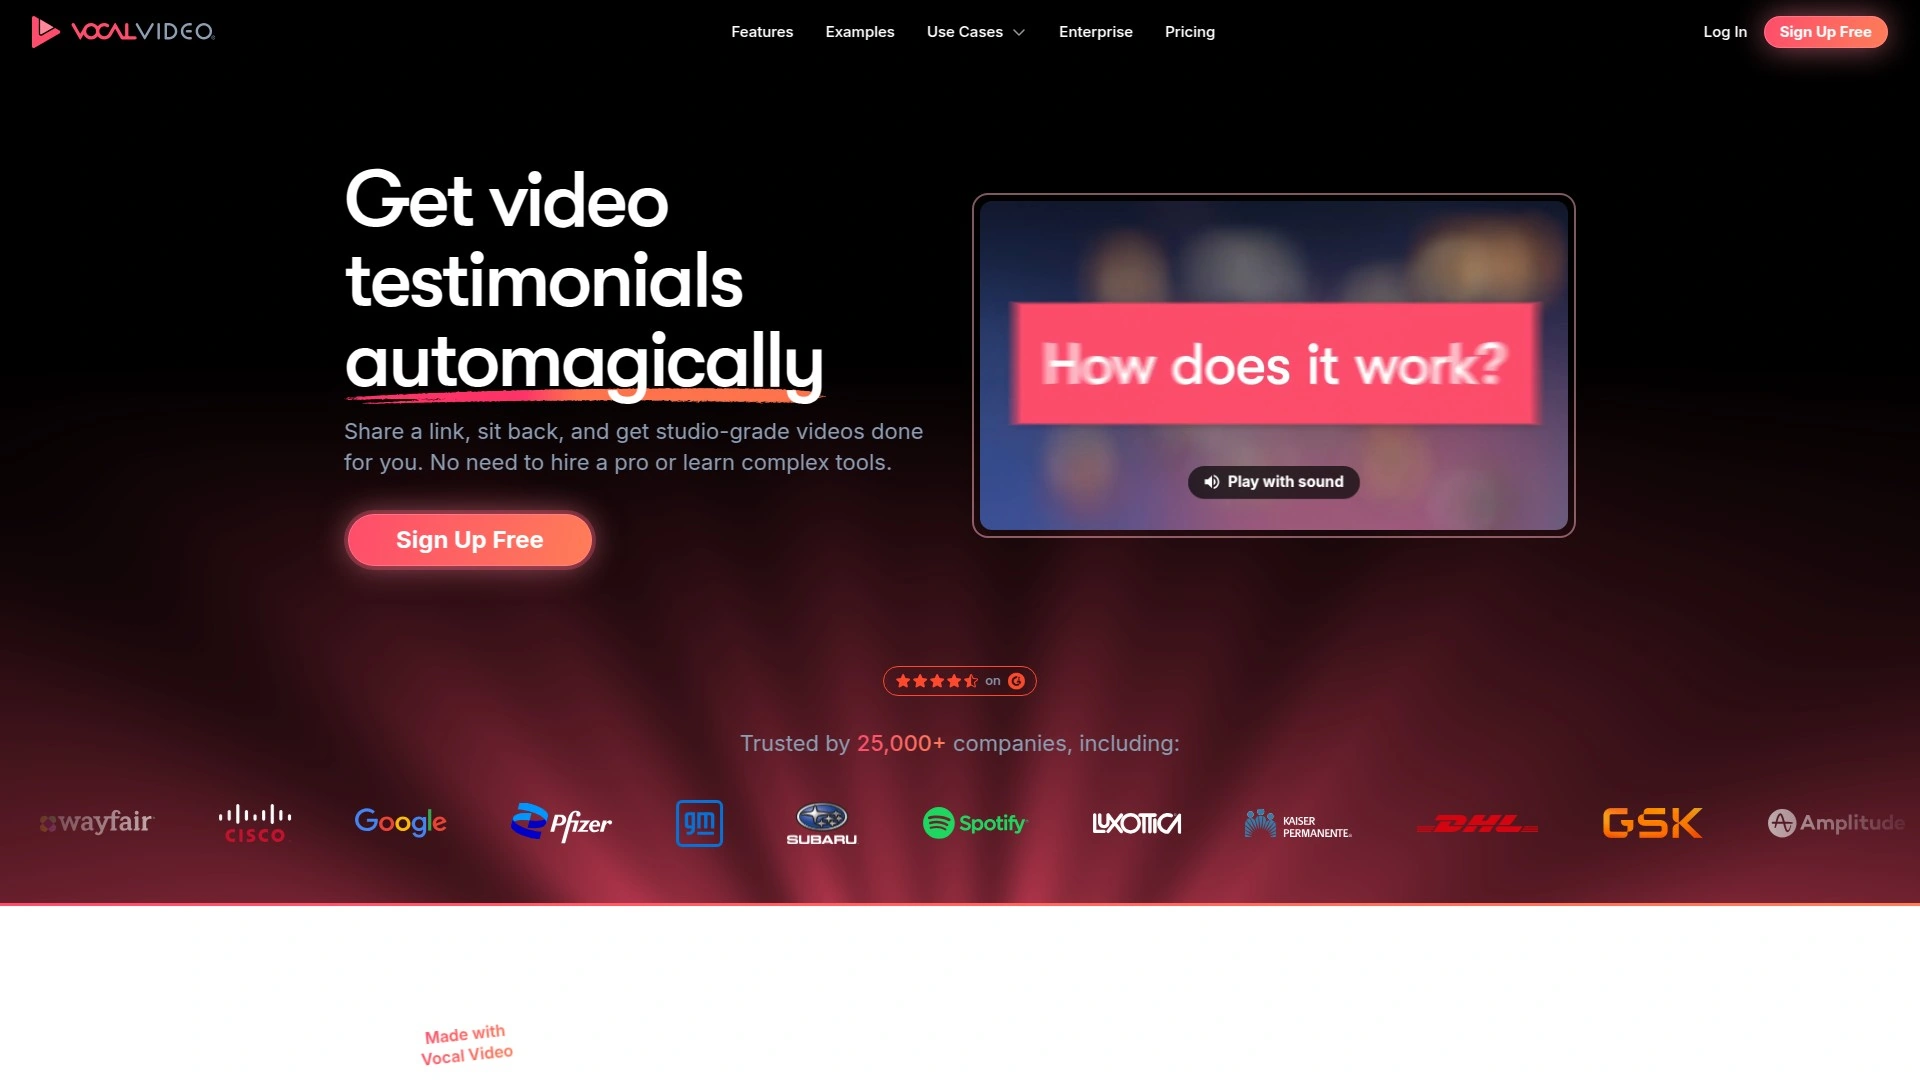 VOCALVIDEO
Features
Examples
Use Cases
Enterprise
Pricing
Log In
Sign Up Free
Get video
testimonials
automagically
Share a link, sit back, and get studio-grade videos done
for you. No need to hire a pro or learn complex tools.
Sign Up Free
How does it work?
Play with sound
on
Trusted by 25,000+ companies, including:
wayfair
CISCO
Google
Pfizer
gm
SUBARU
Spotify
LUXOTTICA
KAISER
PERMANENTE
DHL
GSK
Amplitude
Made with
Vocal Video